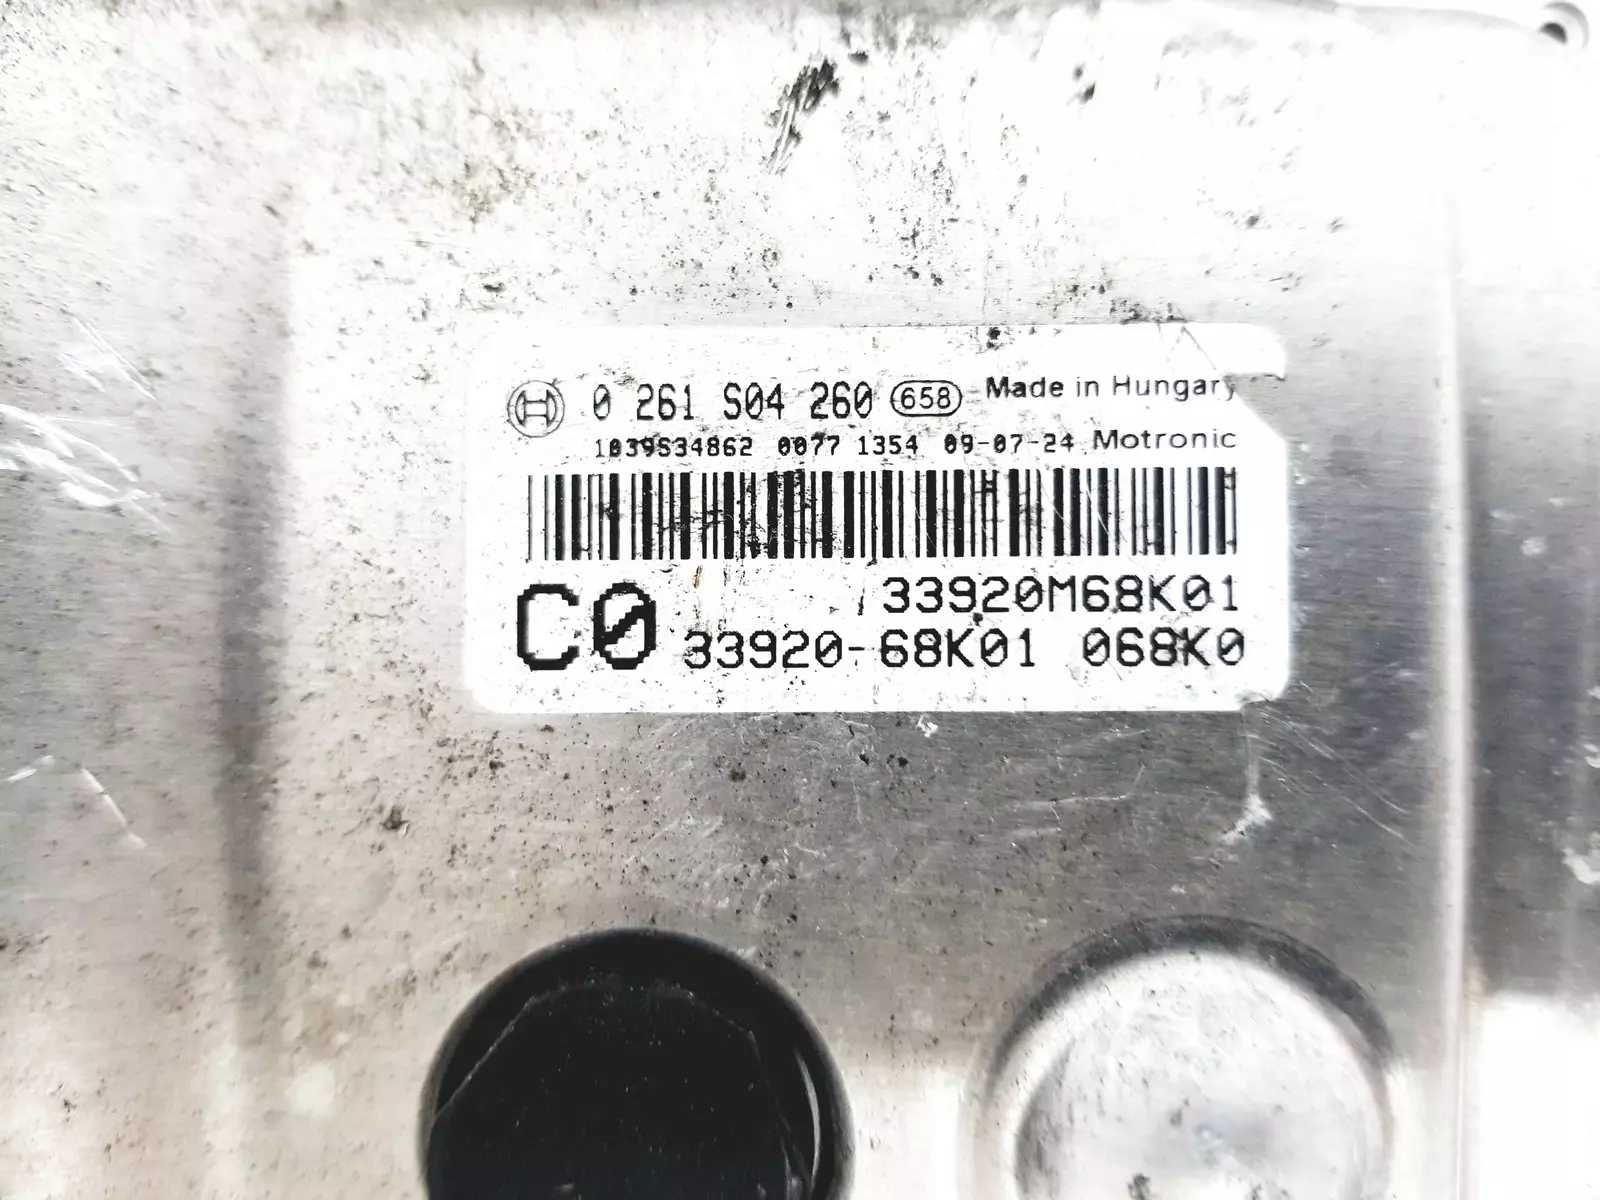 0 261 S04 260 658 Made in Hungary
1039S34862 0077 1354 09-07-24 Motronic
C0 33920M68K01
33920-68K01 068K0